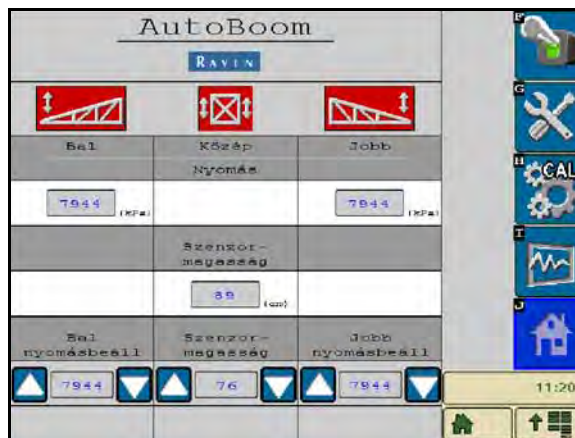 AutoBoom
RAVEN
Bal Közép Jobb
Nyomás
7944 (kPa) 7944 (kPa)
Szenzor-
magasság
89 (cm)
Bal Szenzor- Jobb
nyomásbeáll magasság nyomásbeáll
7944 76 7944
F
G
H
CAL
I
J
11:20